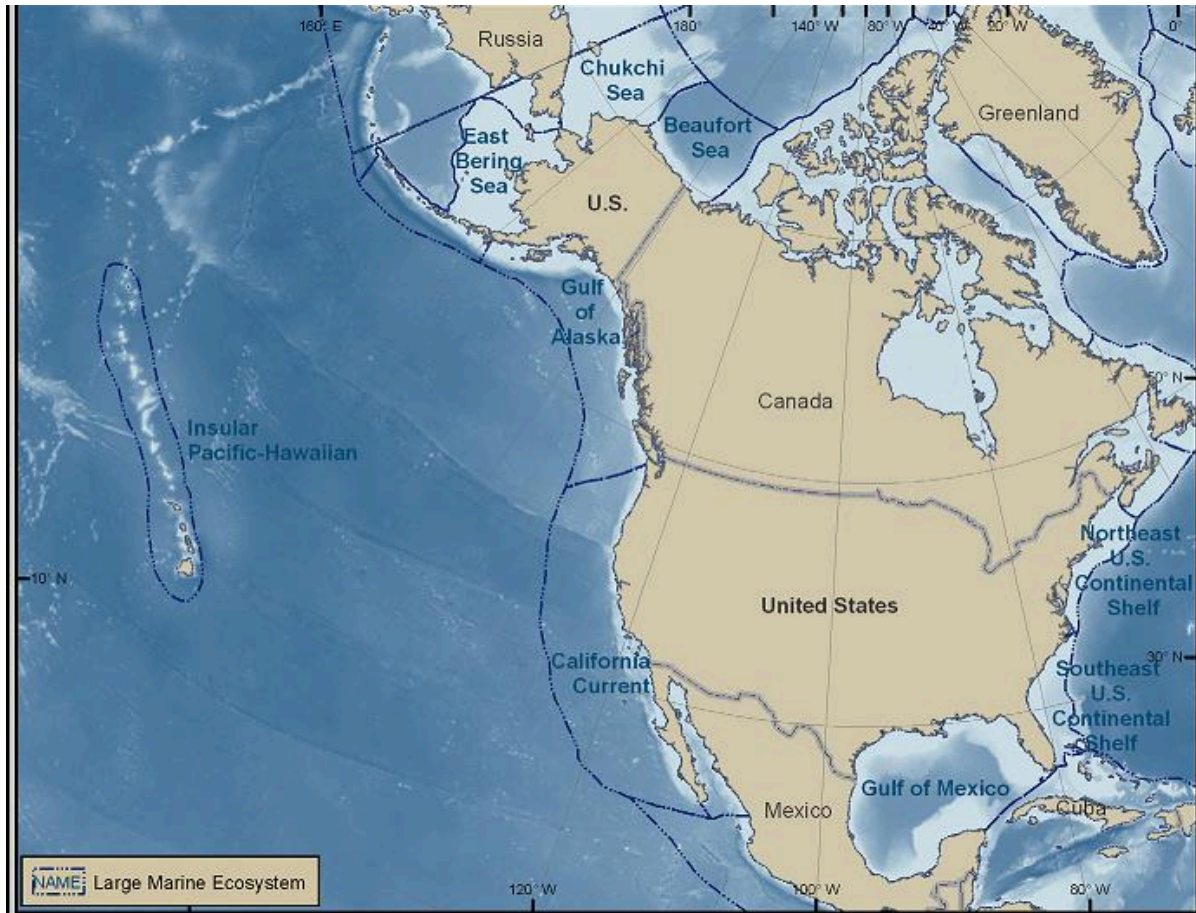 160° E
180°
140° W
80° W
40° W
20° W
0°
Russia
Chukchi
Sea
Greenland
Beaufort
Sea
East
Bering
Sea
U.S.
Gulf
of
Alaska
50° N
Canada
Insular
Pacific-Hawaiian
Northeast
U.S.
Continental
Shelf
10° N
United States
30° N
California
Current
Southeast
U.S.
Continental
Shelf
Gulf of Mexico
Mexico
Cuba
NAME Large Marine Ecosystem
120° W
100° W
80° W